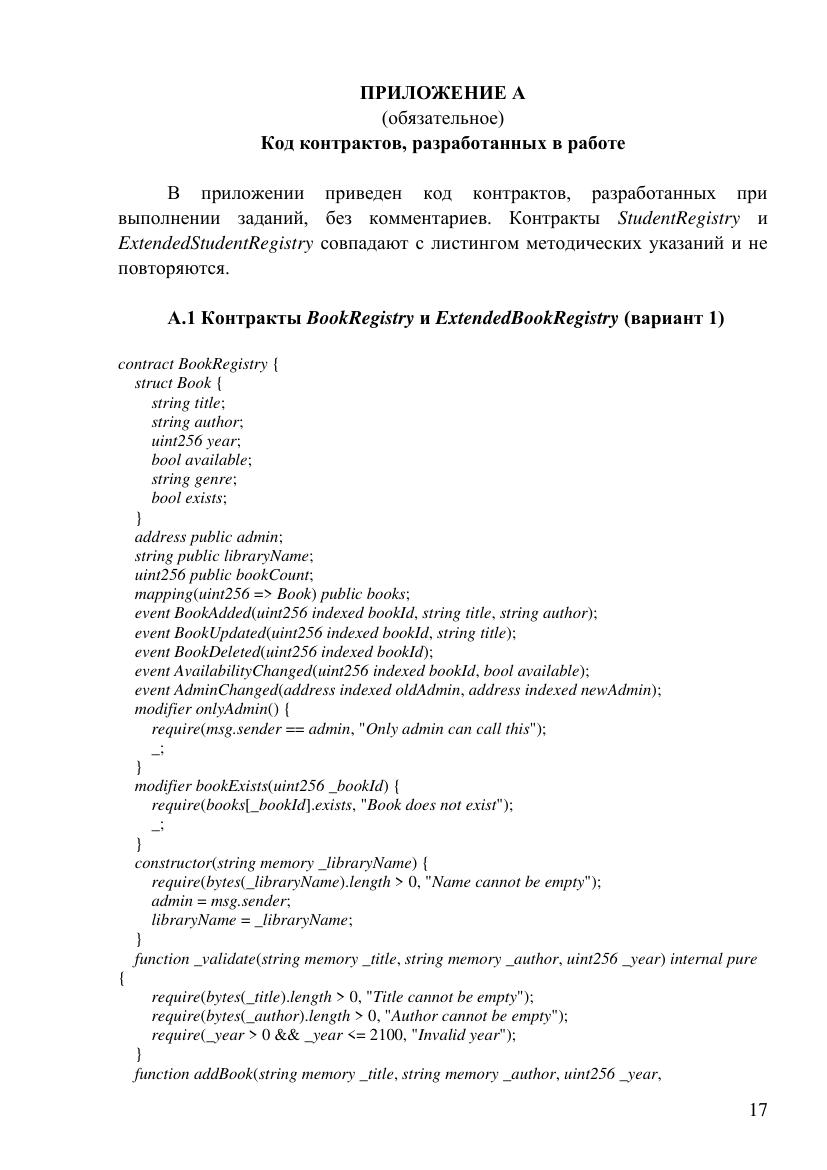 ПРИЛОЖЕНИЕ А
(обязательное)
Код контрактов, разработанных в работе
В приложении приведен код контрактов, разработанных при
выполнении заданий, без комментариев. Контракты StudentRegistry и
ExtendedStudentRegistry совпадают с листингом методических указаний и не
повторяются.
А.1 Контракты BookRegistry и ExtendedBookRegistry (вариант 1)
contract BookRegistry {
struct Book {
string title;
string author;
uint256 year;
bool available;
string genre;
bool exists;
}
address public admin;
string public libraryName;
uint256 public bookCount;
mapping(uint256 => Book) public books;
event BookAdded(uint256 indexed bookId, string title, string author);
event BookUpdated(uint256 indexed bookId, string title);
event BookDeleted(uint256 indexed bookId);
event AvailabilityChanged(uint256 indexed bookId, bool available);
event AdminChanged(address indexed oldAdmin, address indexed newAdmin);
modifier onlyAdmin() {
require(msg.sender == admin, "Only admin can call this");
_;
}
modifier bookExists(uint256 _bookId) {
require(books[_bookId].exists, "Book does not exist");
_;
}
constructor(string memory _libraryName) {
require(bytes(_libraryName).length > 0, "Name cannot be empty");
admin = msg.sender;
libraryName = _libraryName;
}
function _validate(string memory _title, string memory _author, uint256 _year) internal pure
{
require(bytes(_title).length > 0, "Title cannot be empty");
require(bytes(_author).length > 0, "Author cannot be empty");
require(_year > 0 && _year <= 2100, "Invalid year");
}
function addBook(string memory _title, string memory _author, uint256 _year,
17